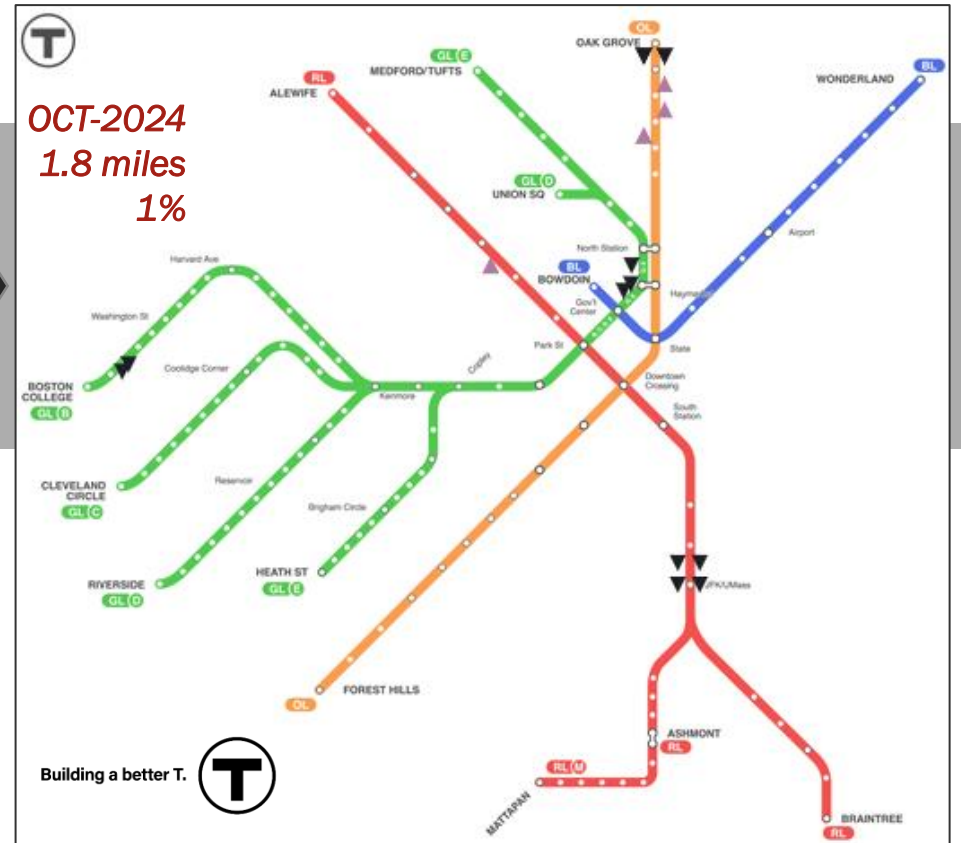 T
OL
OAK GROVE
GL E
MEDFORD/TUFTS
BL
WONDERLAND
RL
ALEWIFE
OCT-2024
1.8 miles
1%
GL D
UNION SQ
Airport
North Station
Harvard Ave
BL
BOWDOIN
Gov't
Center
Washington St
Park St
State
Coolidge Corner
Copley
Downtown
Crossing
BOSTON
COLLEGE
GL B
Kenmore
South
Station
Reservoir
CLEVELAND
CIRCLE
GL C
Brigham Circle
HEATH ST
GL E
RIVERSIDE
GL D
JFK/UMass
FOREST HILLS
OL
ASHMONT
RL
Building a better T.
T
RL M
MATTAPAN
BRAINTREE
RL